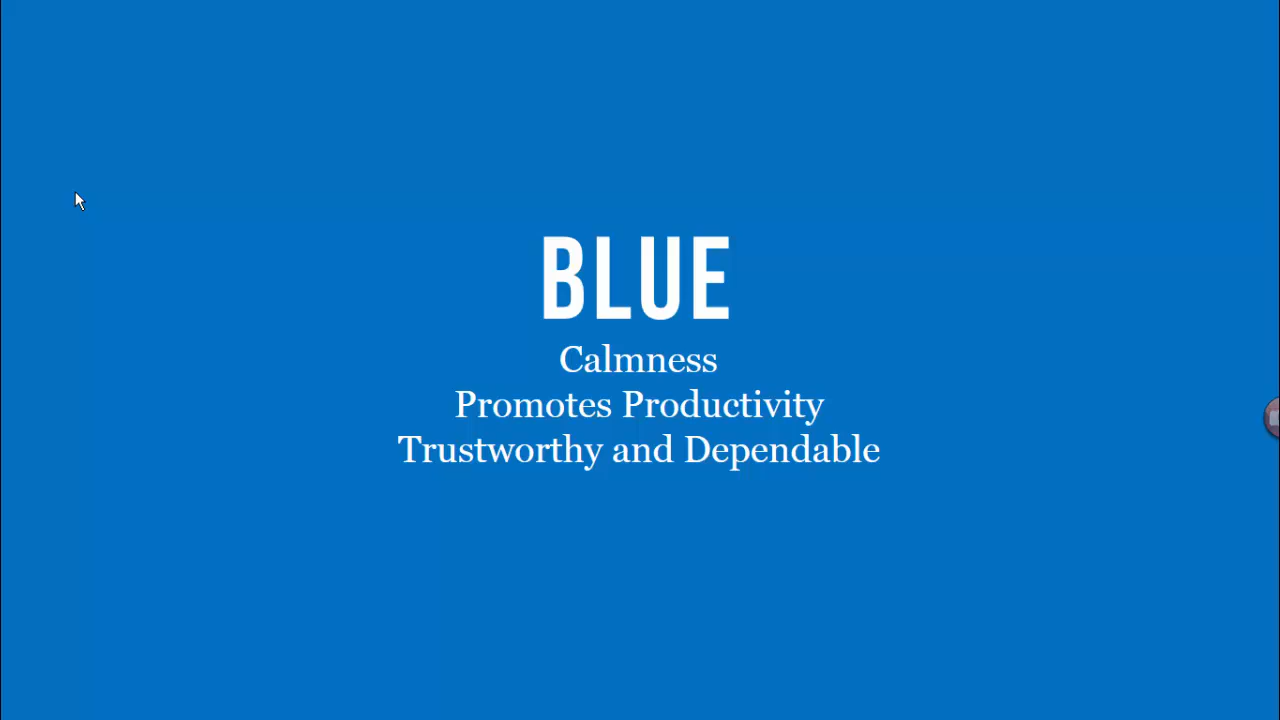 BLUE
Calmness
Promotes Productivity
Trustworthy and Dependable